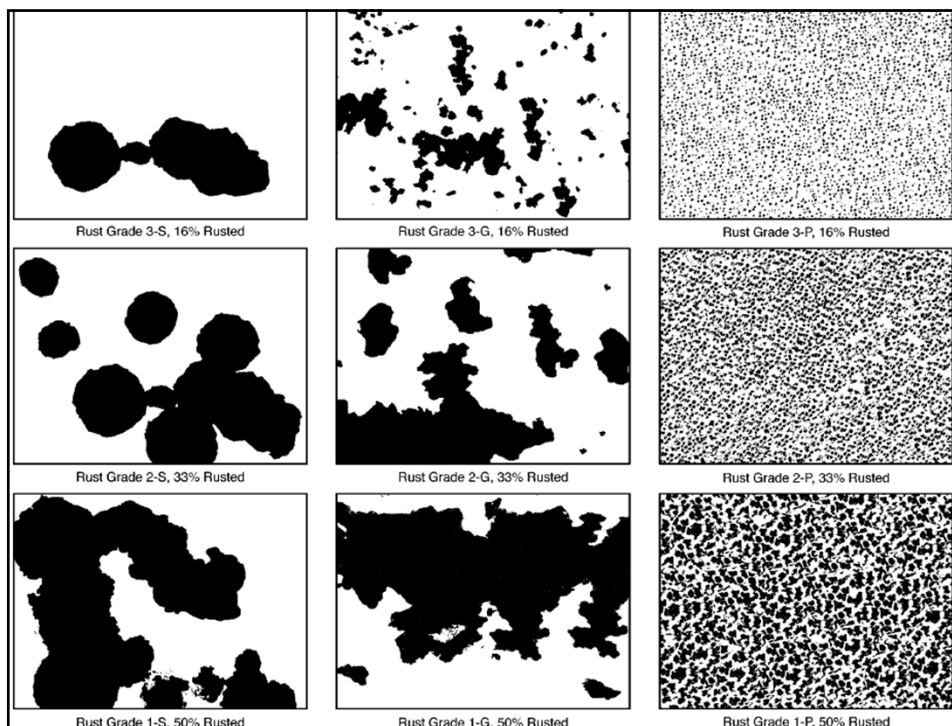 Rust Grade 3-S, 16% Rusted
Rust Grade 3-G, 16% Rusted
Rust Grade 3-P, 16% Rusted
Rust Grade 2-S, 33% Rusted
Rust Grade 2-G, 33% Rusted
Rust Grade 2-P, 33% Rusted
Rust Grade 1-S, 50% Rusted
Rust Grade 1-G, 50% Rusted
Rust Grade 1-P, 50% Rusted